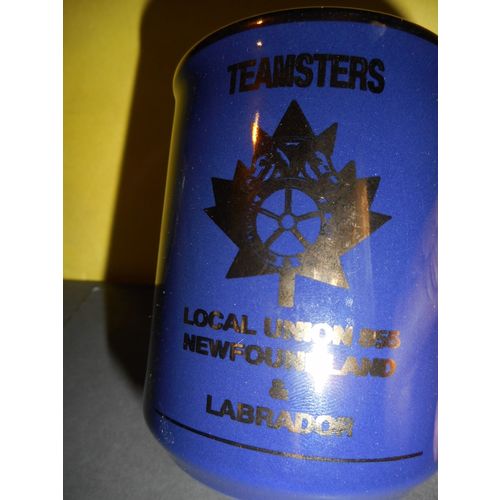 TEAMSTERS
LOCAL UNION 855
NEWFOUNDLAND
&
LABRADOR